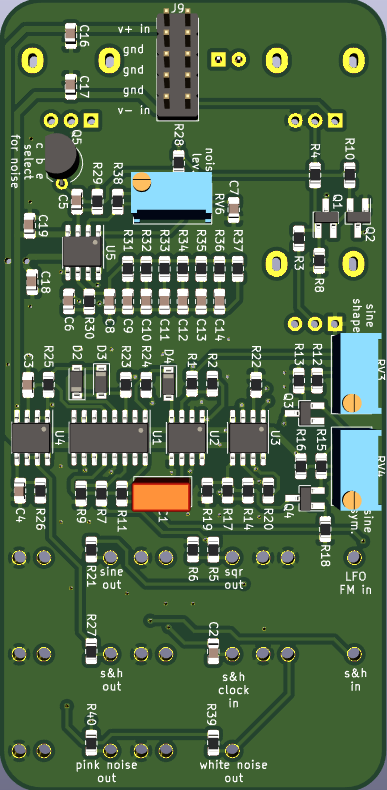 J9
v+ in
gnd
gnd
gnd
v- in
C16
C17
Q5
c b e
select
for noise
R28
noise
lev
RV6
R4
R10
C5
R29
R38
C7
Q1
Q2
C19
U5
R31
R32
R33
R34
R35
R36
R37
R3
R8
C18
C6
R30
C8
C9
C10
C11
C12
C13
C14
sine
shape
C3
R25
D2
D3
R23
R24
D4
R1
R2
R22
R13
R12
RV3
Q3
U4
U1
U2
U3
R16
R15
RV4
C4
R26
R9
R7
R11
C1
R19
R17
R14
R20
Q4
sine
sym
R18
R21
sine
out
R6
R5
sqr
out
LFO
FM in
R27
s&h
out
C2
s&h
clock
in
s&h
in
R40
pink noise
out
R39
white noise
out